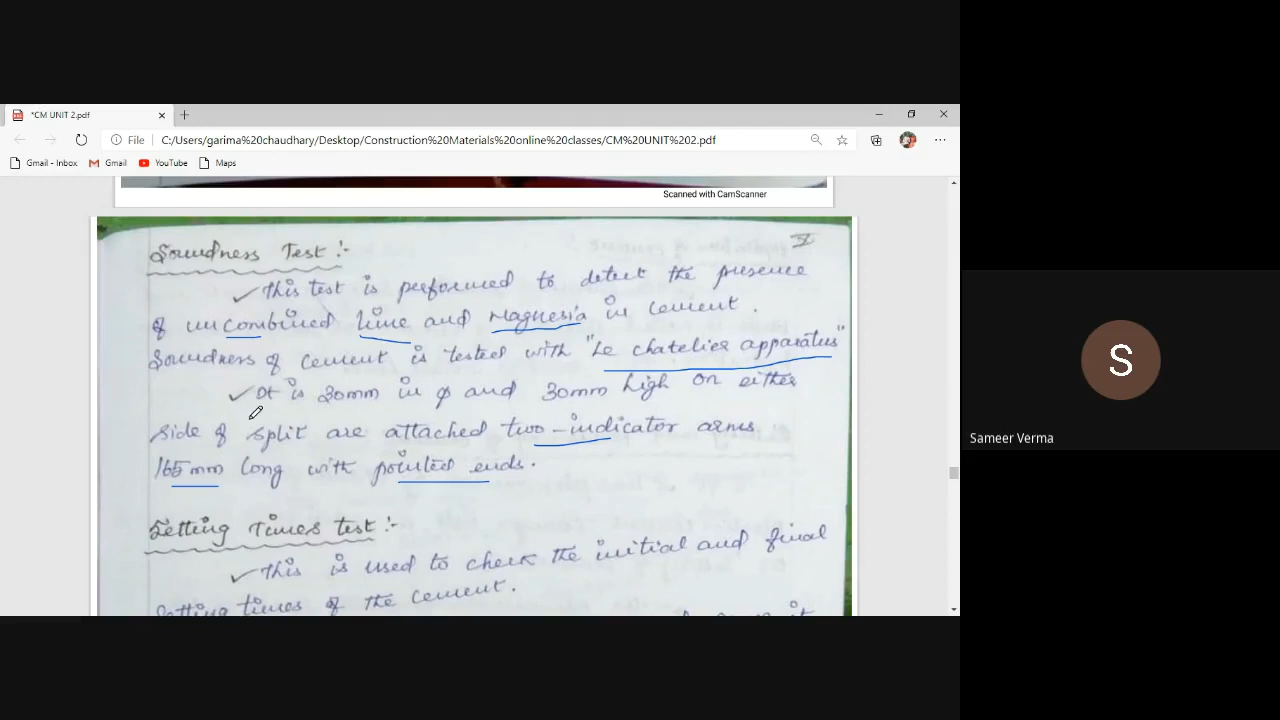 *CM UNIT 2.pdf
File
C:/Users/garima%20chaudhary/Desktop/Construction%20Materials%20online%20classes/CM%20UNIT%202.pdf
Gmail - Inbox
Gmail
YouTube
Maps
Scanned with CamScanner
IV
Soundness Test :-
This test is performed to detect the presence
of un combined lime and Magnesia in cement.
Soundness of cement is tested with "Le chatelier apparatus"
It is 30mm in φ and 30mm high On either
side of split are attached two-indicator arms
165mm long with pointed ends.
Setting Times test :-
This is used to check the initial and final
Setting times of the cement.
S
Sameer Verma